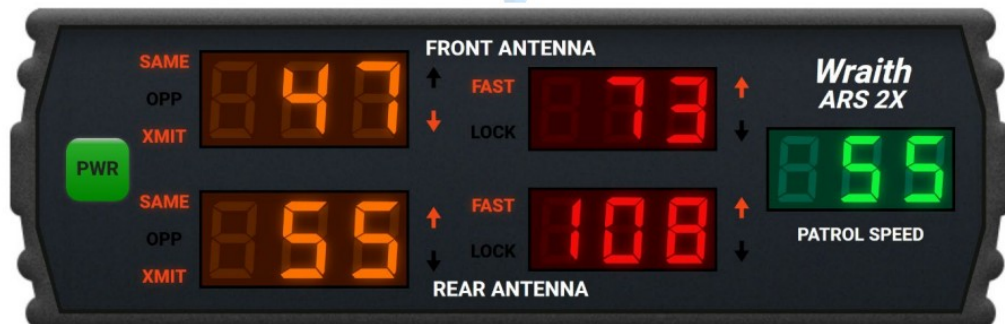 FRONT ANTENNA
SAME
OPP
XMIT
47
FAST
LOCK
73
Wraith
ARS 2X
PWR
55
PATROL SPEED
SAME
OPP
XMIT
55
FAST
LOCK
108
REAR ANTENNA